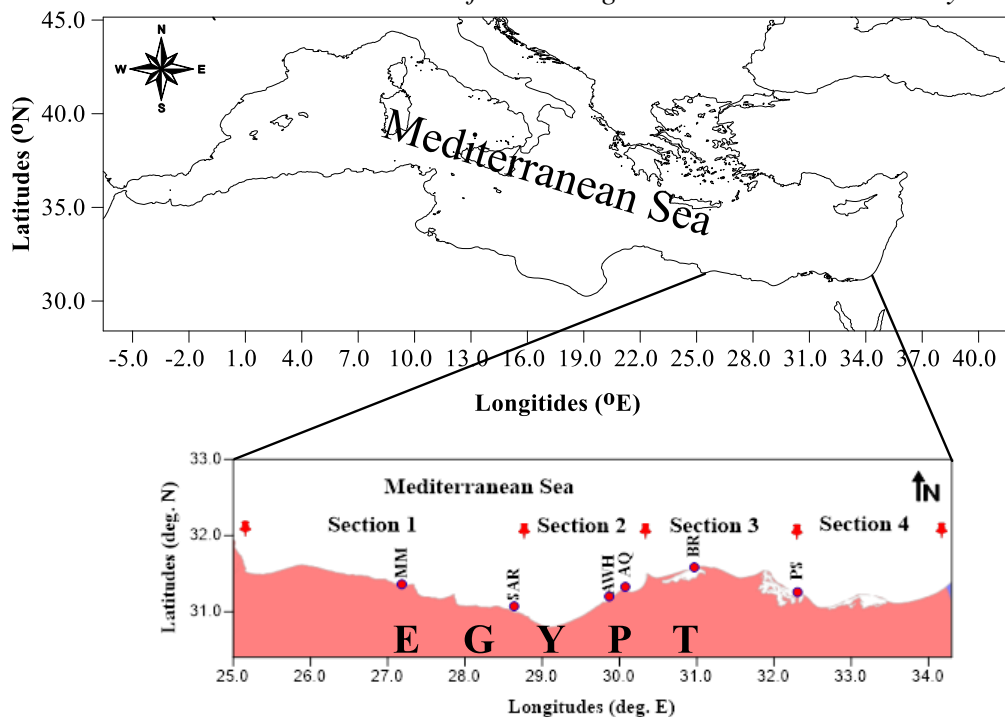 45.0
N
W E
S
40.0
Mediterranean Sea
Latitudes (ºN)
35.0
30.0
-5.0 -2.0 1.0 4.0 7.0 10.0 13.0 16.0 19.0 22.0 25.0 28.0 31.0 34.0 37.0 40.0
Longitides (ºE)
33.0
Mediterranean Sea
N
32.0
Section 1 Section 2 Section 3 Section 4
MM SAR AWH AQ BR PS
Latitudes (deg. N)
31.0
E G Y P T
25.0 26.0 27.0 28.0 29.0 30.0 31.0 32.0 33.0 34.0
Longitudes (deg. E)